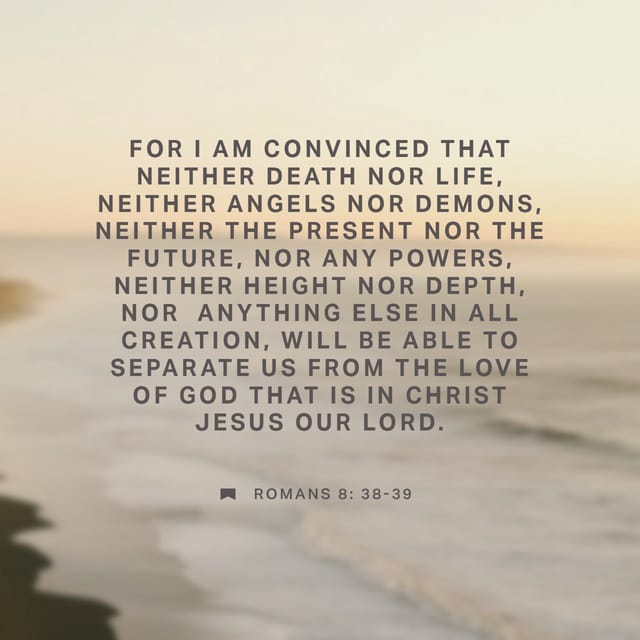 FOR I AM CONVINCED THAT
NEITHER DEATH NOR LIFE,
NEITHER ANGELS NOR DEMONS,
NEITHER THE PRESENT NOR THE
FUTURE, NOR ANY POWERS,
NEITHER HEIGHT NOR DEPTH,
NOR  ANYTHING ELSE IN ALL
CREATION, WILL BE ABLE TO
SEPARATE US FROM THE LOVE
OF GOD THAT IS IN CHRIST
JESUS OUR LORD.
ROMANS 8: 38-39